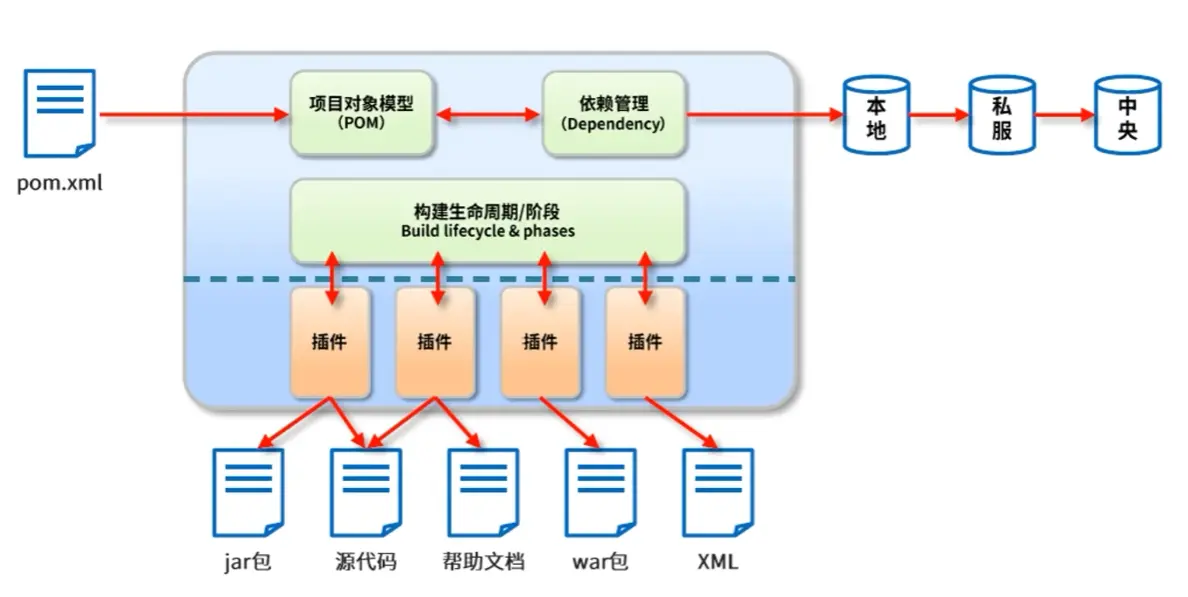 项目对象模型
（POM）
依赖管理
（Dependency）
本
地
私
服
中
央
pom.xml
构建生命周期/阶段
Build lifecycle & phases
插件
插件
插件
插件
jar包
源代码
帮助文档
war包
XML